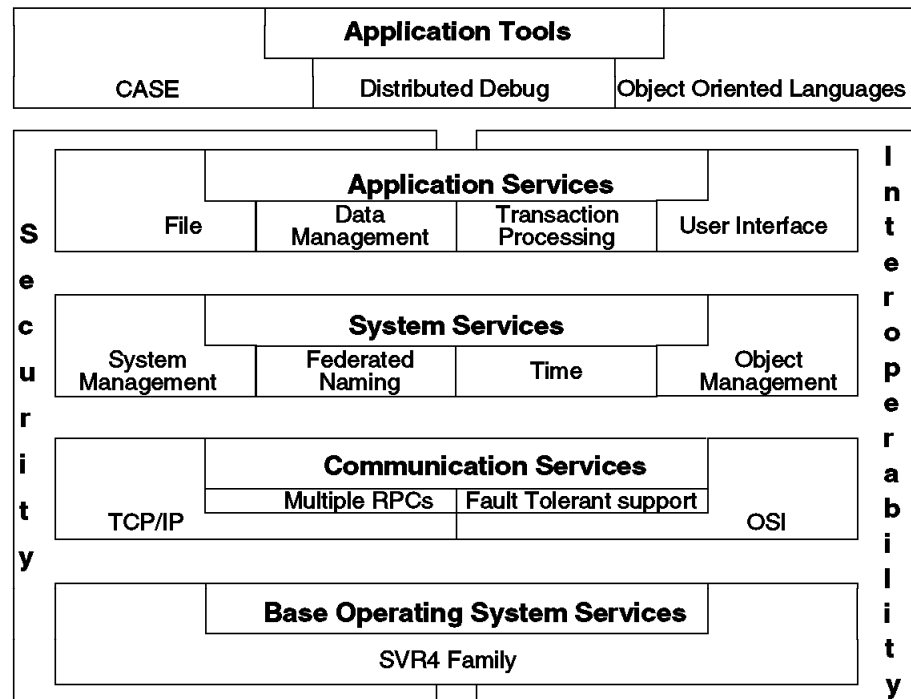 Application Tools
CASE
Distributed Debug
Object Oriented Languages
Security
Interoperability
Application Services
File
Data
Management
Transaction
Processing
User Interface
System Services
System
Management
Federated
Naming
Time
Object
Management
Communication Services
Multiple RPCs
Fault Tolerant support
TCP/IP
OSI
Base Operating System Services
SVR4 Family